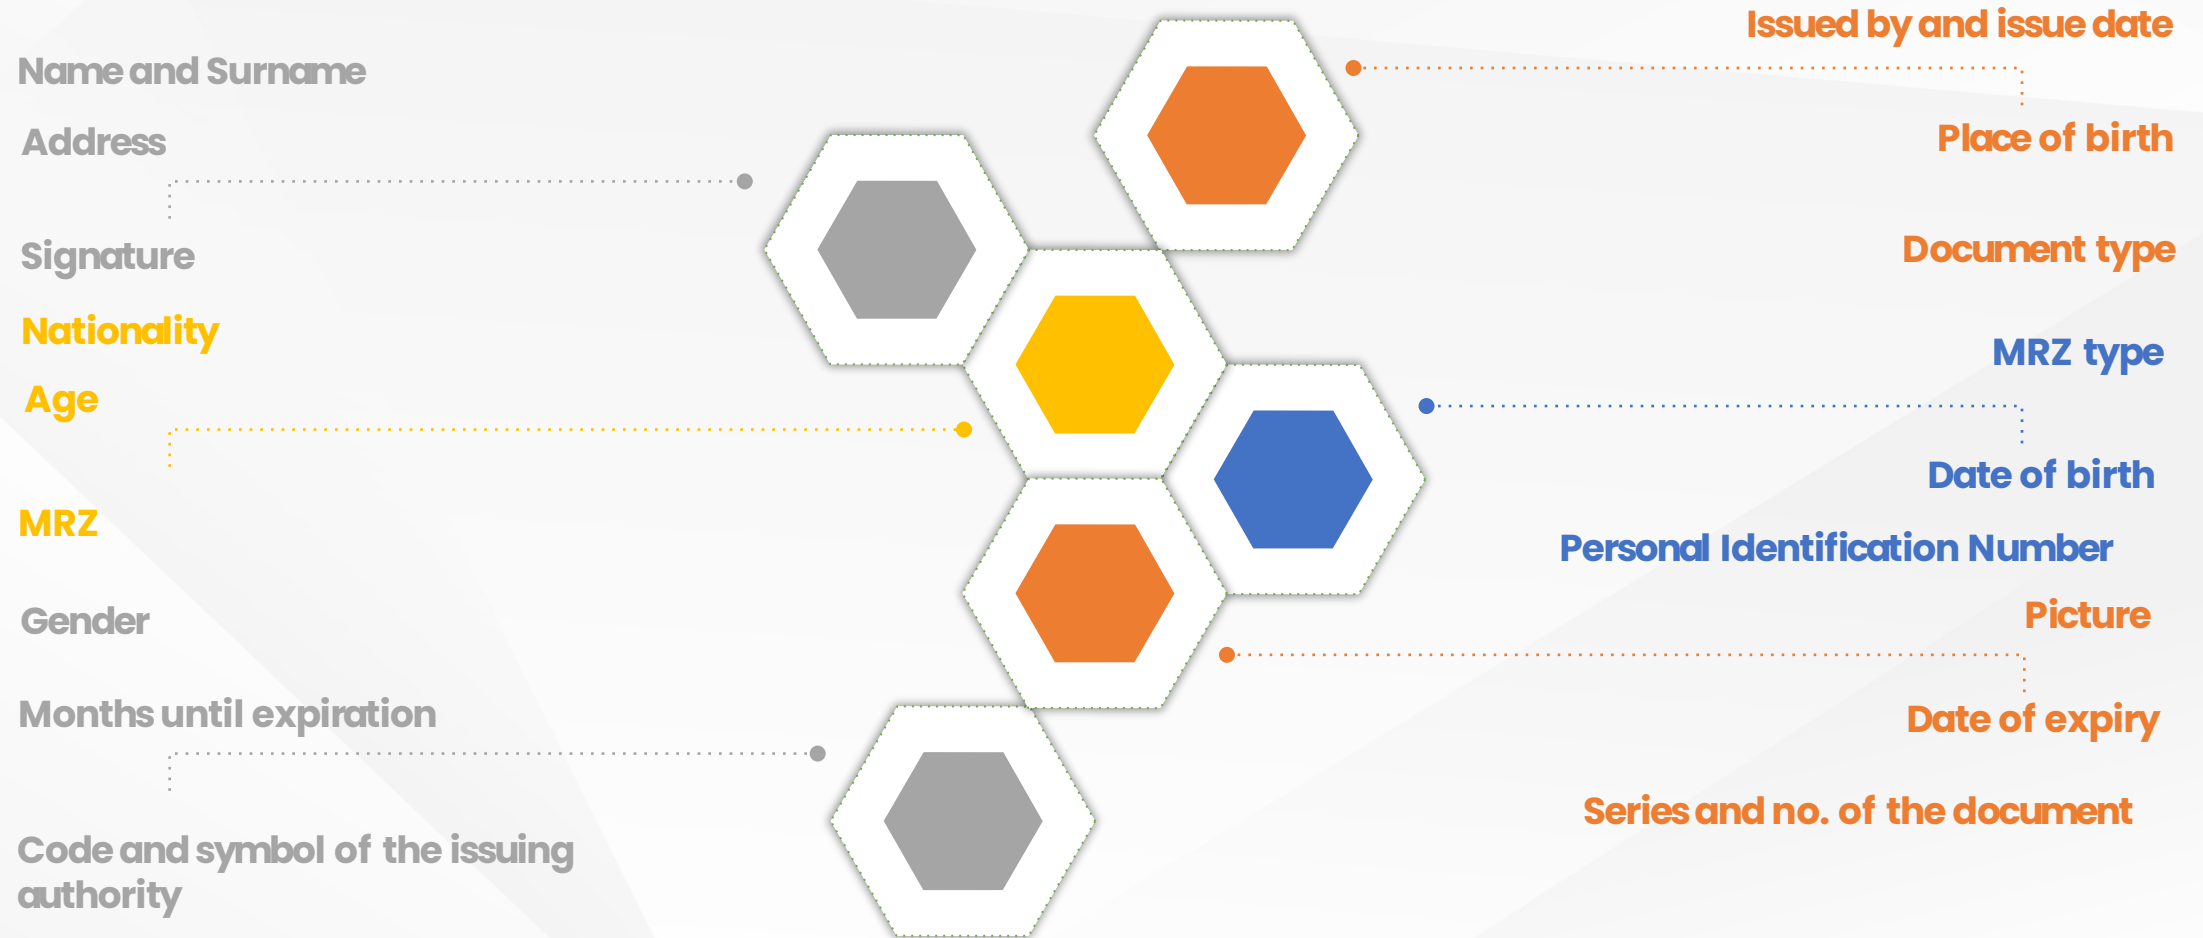 Name and Surname
Address
Signature
Nationality
Age
MRZ
Gender
Months until expiration
Code and symbol of the issuing
authority
Issued by and issue date
Place of birth
Document type
MRZ type
Date of birth
Personal Identification Number
Picture
Date of expiry
Series and no. of the document